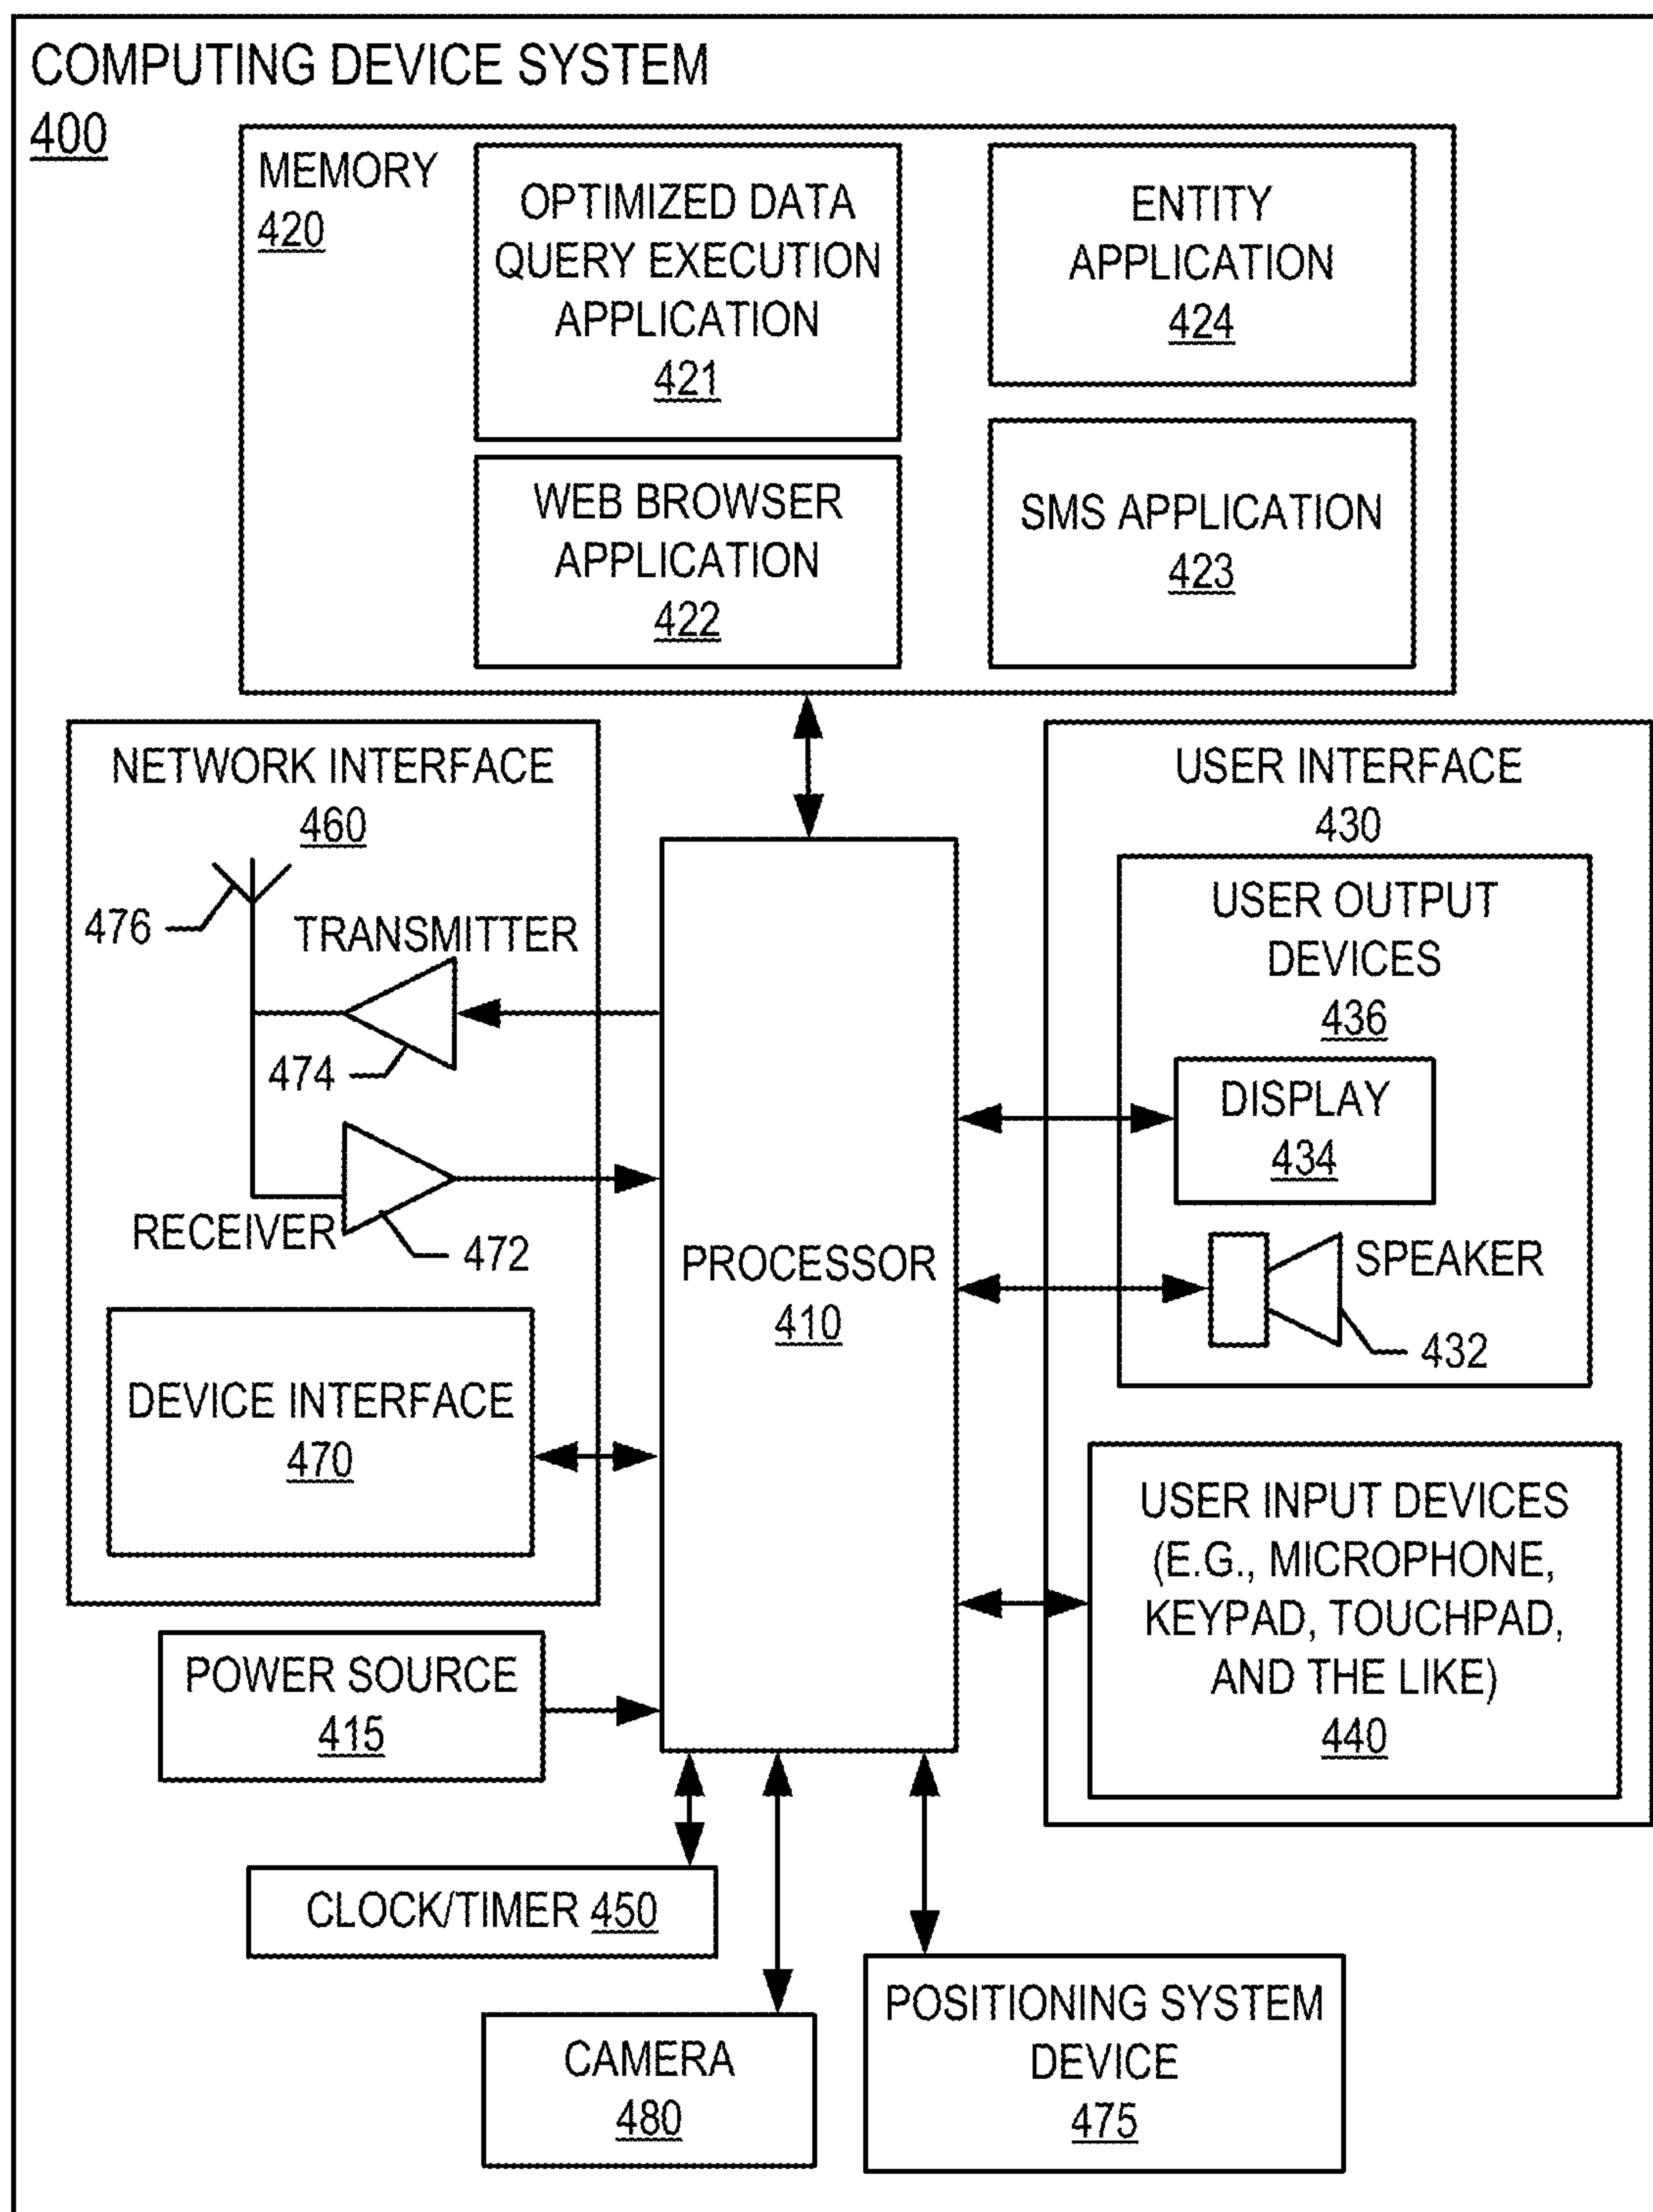 COMPUTING DEVICE SYSTEM
400
MEMORY
420
OPTIMIZED DATA
QUERY EXECUTION
APPLICATION
421
ENTITY
APPLICATION
424
WEB BROWSER
APPLICATION
422
SMS APPLICATION
423
NETWORK INTERFACE
460
476
TRANSMITTER
474
RECEIVER
472
DEVICE INTERFACE
470
PROCESSOR
410
USER INTERFACE
430
USER OUTPUT
DEVICES
436
DISPLAY
434
SPEAKER
432
USER INPUT DEVICES
(E.G., MICROPHONE,
KEYPAD, TOUCHPAD,
AND THE LIKE)
440
POWER SOURCE
415
CLOCK/TIMER 450
CAMERA
480
POSITIONING SYSTEM
DEVICE
475